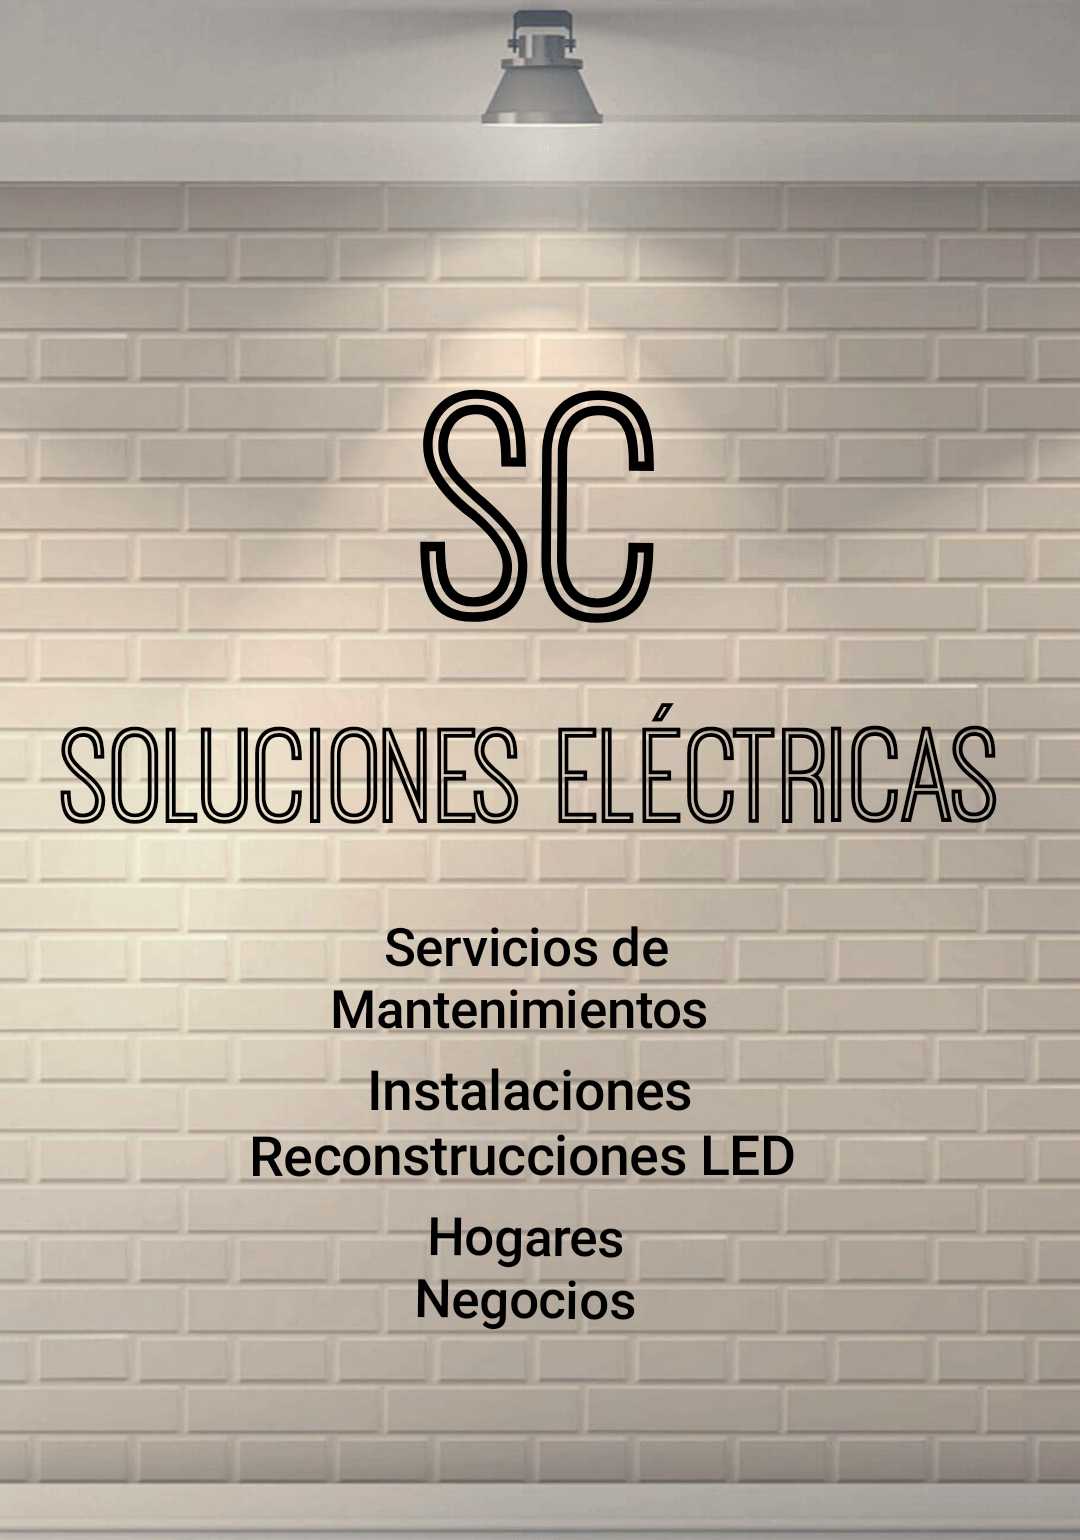 SC
SOLUCIONES ELÉCTRICAS
Servicios de
Mantenimientos
Instalaciones
Reconstrucciones LED
Hogares
Negocios